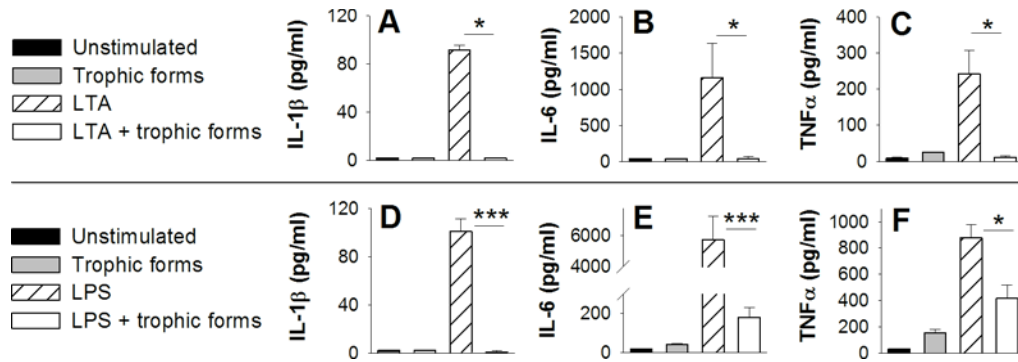 Unstimulated
Trophic forms
LTA
LTA + trophic forms
A
IL-1β (pg/ml)
120
80
40
0
*
B
IL-6 (pg/ml)
2000
1500
1000
500
0
*
C
TNFα (pg/ml)
400
300
200
100
0
*
Unstimulated
Trophic forms
LPS
LPS + trophic forms
D
IL-1β (pg/ml)
120
80
40
0
***
E
IL-6 (pg/ml)
6000
4000
200
0
***
F
TNFα (pg/ml)
1000
800
600
400
200
0
*